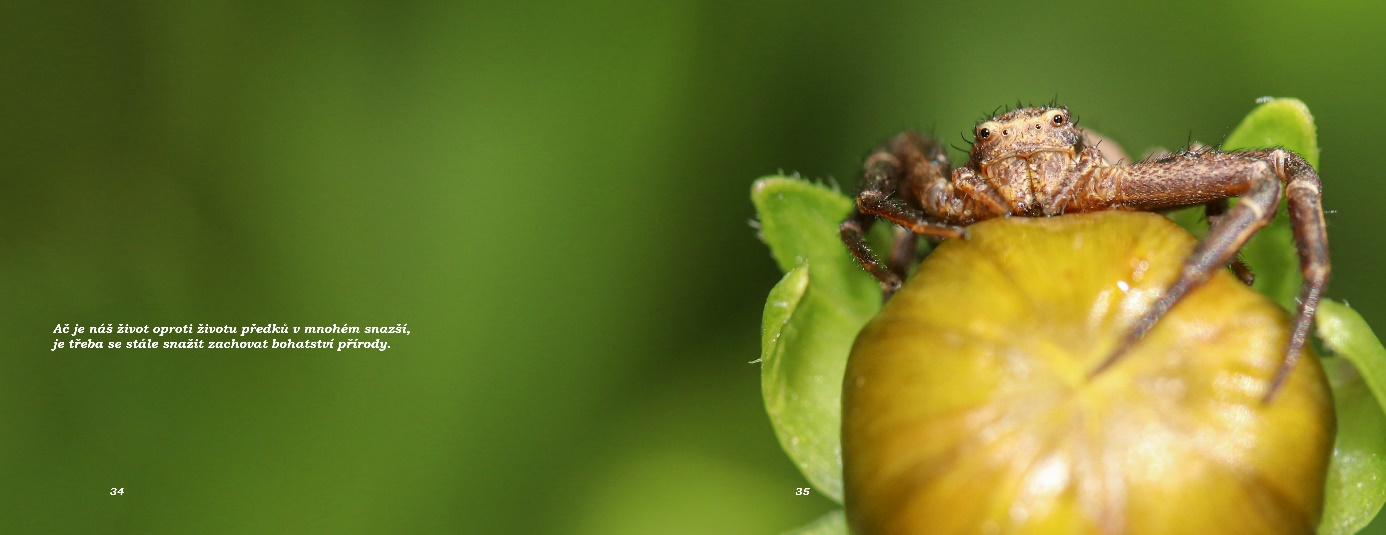 Ač je náš život oproti životu předků v mnohém snazší,
je třeba se stále snažit zachovat bohatství přírody.
34
35